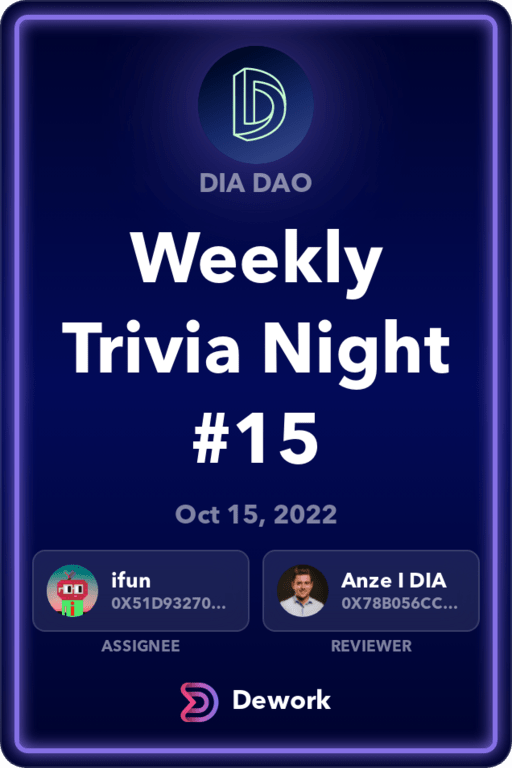 DIA DAO
Weekly
Trivia Night
#15
Oct 15, 2022
ifun
0X51D93270...
ASSIGNEE
Anze I DIA
0X78B056CC...
REVIEWER
Dework